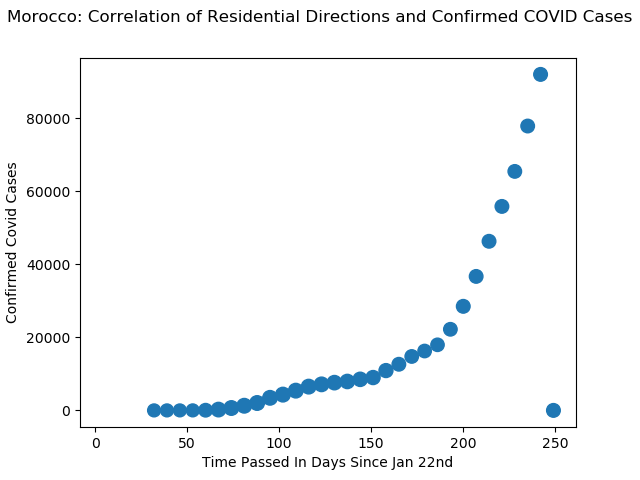 Morocco: Correlation of Residential Directions and Confirmed COVID Cases
80000
60000
40000
20000
0
Confirmed Covid Cases
0 50 100 150 200 250
Time Passed In Days Since Jan 22nd